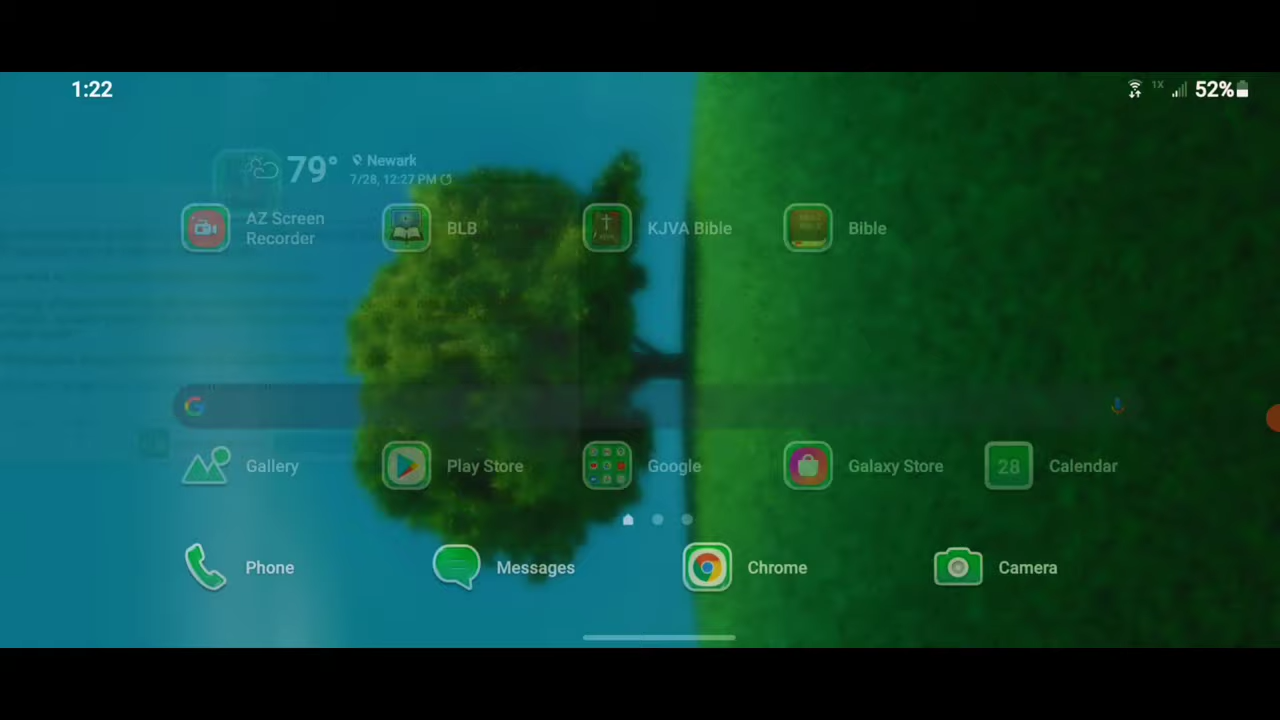 1:22
1X
52%
79°
Newark
7/28, 12:27 PM
AZ Screen
Recorder
BLB
KJVA Bible
Bible
G
Gallery
Play Store
Google
Galaxy Store
28
Calendar
Phone
Messages
Chrome
Camera